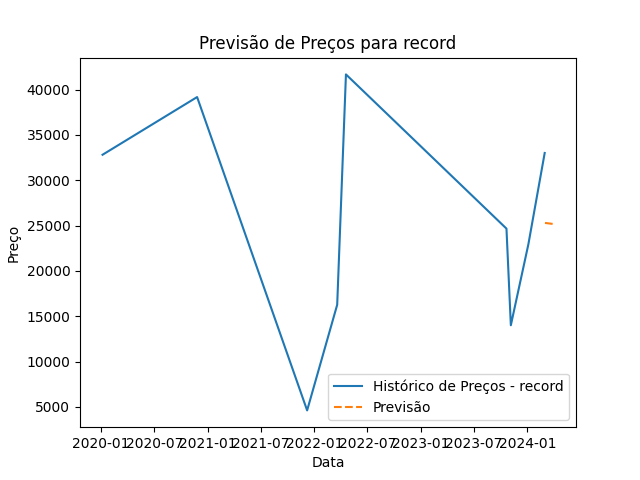 Previsão de Preços para record
Preço
40000
35000
30000
25000
20000
15000
10000
5000
Histórico de Preços - record
Previsão
2020-01 2020-07 2021-01 2021-07 2022-01 2022-07 2023-01 2023-07 2024-01
Data